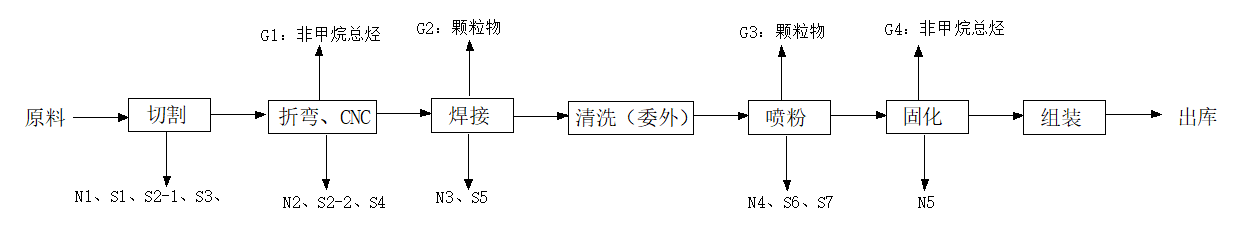 G1：非甲烷总烃
G2：颗粒物
G3：颗粒物
G4：非甲烷总烃
原料
切割
折弯、CNC
焊接
清洗（委外）
喷粉
固化
组装
出库
N1、S1、S2-1、S3、
N2、S2-2、S4
N3、S5
N4、S6、S7
N5